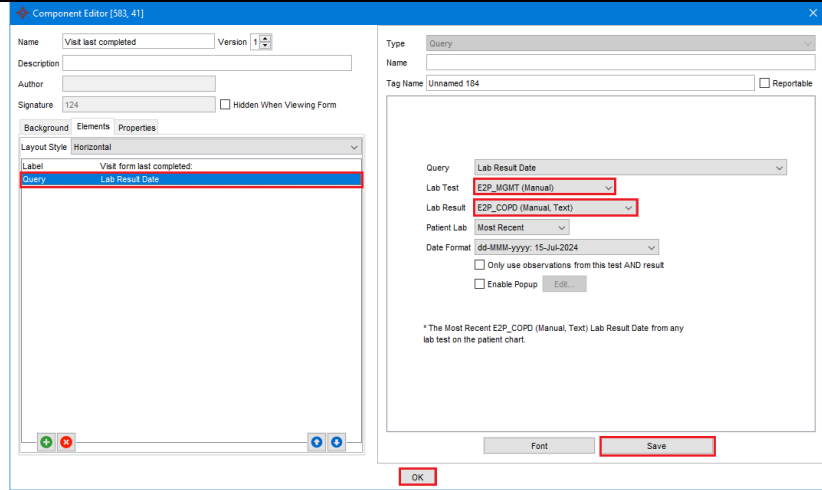 Component Editor [583, 41]
Name Visit last completed Version 1
Description
Author
Signature 124 Hidden When Viewing Form
Background Elements Properties
Layout Style Horizontal
Label Visit form last completed:
Query Lab Result Date
Type Query
Name
Tag Name Unnamed 184 Reportable
Query Lab Result Date
Lab Test E2P_MGMT (Manual)
Lab Result E2P_COPD (Manual, Text)
Patient Lab Most Recent
Date Format dd-MMM-yyyy: 15-Jul-2024
Only use observations from this test AND result
Enable Popup Edit...
* The Most Recent E2P_COPD (Manual, Text) Lab Result Date from any
lab test on the patient chart.
Font Save
OK